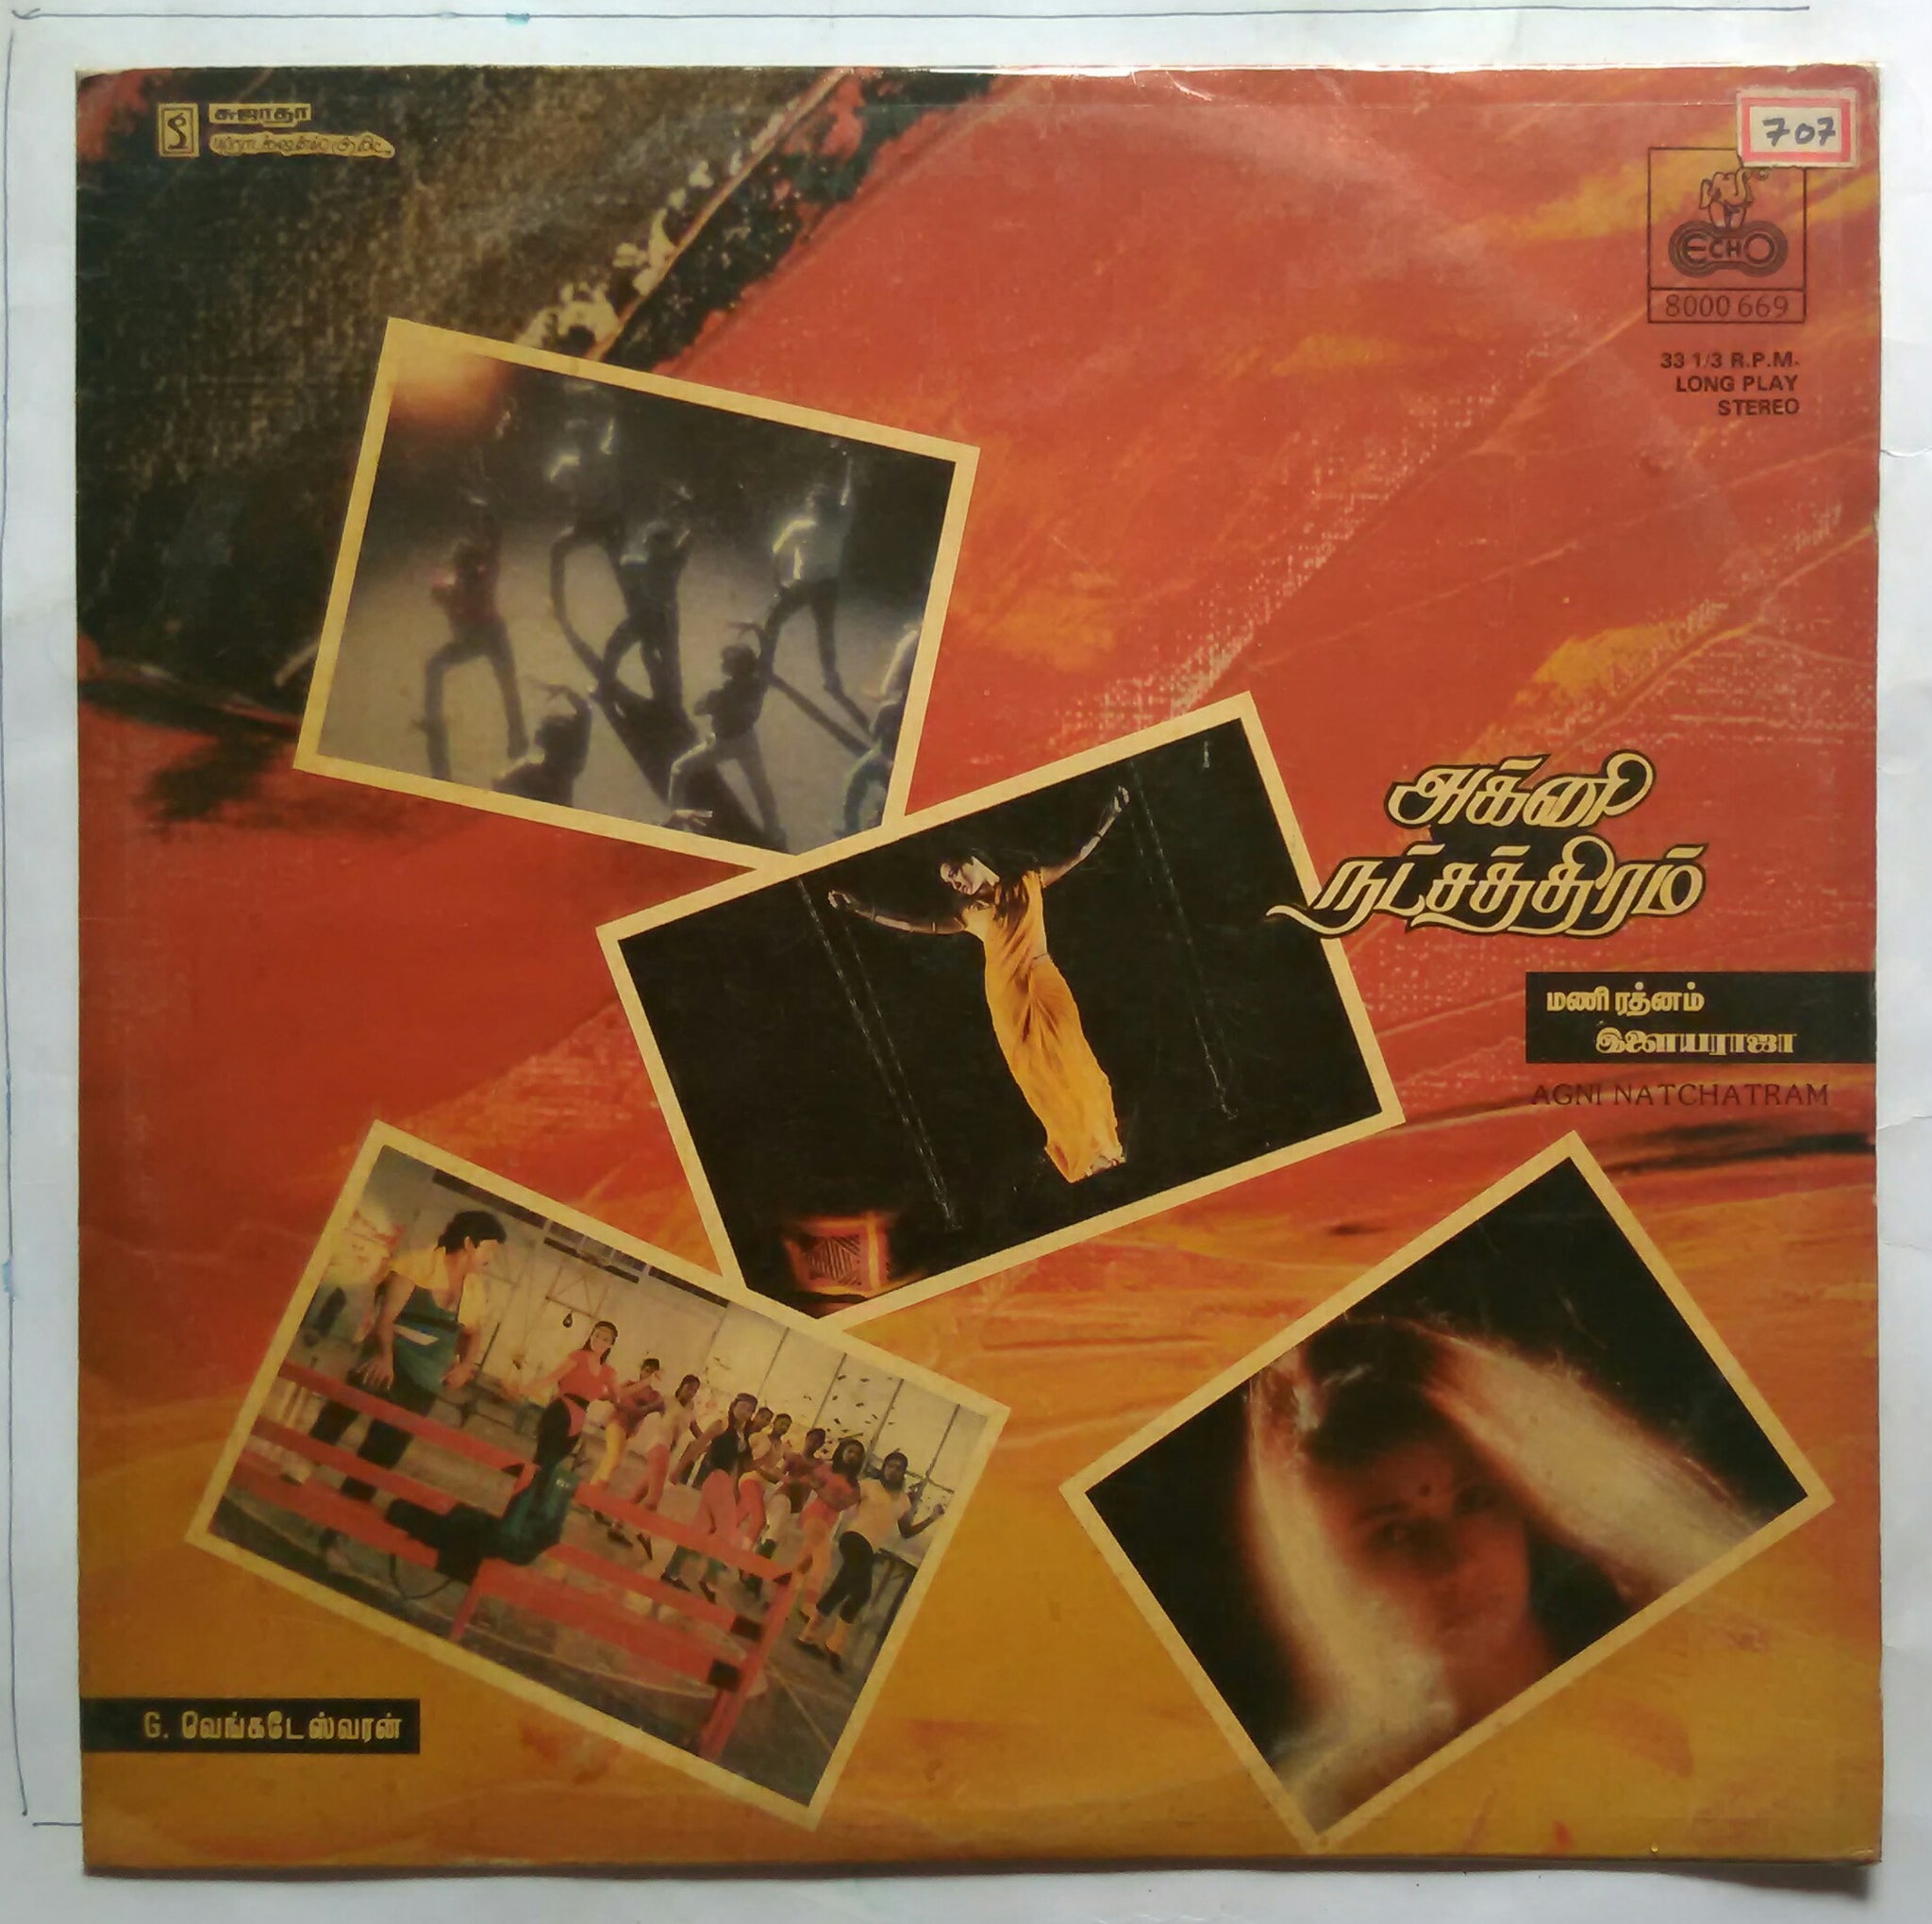 சுஜாதா
707
ECHO
8000 669
33 1/3 R.P.M.
LONG PLAY
STEREO
அக்னி
நட்சத்திரம்
மணி ரத்னம்
இளையராஜா
AGNI NATCHATRAM
G. வெங்கடேஸ்வரன்